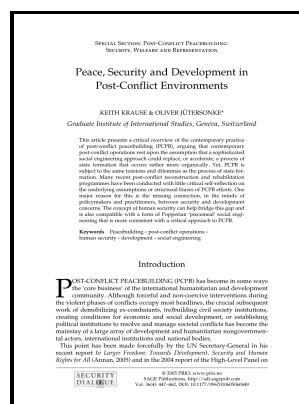 SPECIAL SECTION: POST-CONFLICT PEACEBUILDING:
SECURITY, WELFARE AND REPRESENTATION
Peace, Security and Development in
Post-Conflict Environments
KEITH KRAUSE & OLIVER JÜTERSONKE*
Graduate Institute of International Studies, Geneva, Switzerland
This article presents a critical overview of the contemporary practice
of post-conflict peacebuilding (PCPB), arguing that contemporary
post-conflict operations rest upon the assumption that a sophisticated
social engineering approach could replace, or accelerate, a process of
state formation that occurs rather more organically. Yet, PCPB is
subject to the same tensions and dilemmas as the process of state for-
mation. Many recent post-conflict reconstruction and rehabilitation
programmes have been conducted with little critical self-reflection on
the underlying assumptions or structural biases of PCPB efforts. One
major reason for this is the missing connection, in the minds of
policymakers and practitioners, between security and development
concerns. The concept of human security can help bridge this gap and
is also compatible with a form of Popperian 'piecemeal' social engi-
neering that is more consistent with a critical approach to PCPB.
Keywords Peacebuilding · post-conflict operations ·
human security · development · social engineering
Introduction
POST-CONFLICT PEACEBUILDING (PCPB) has become in some ways
the 'core business' of the international humanitarian and development
community. Although forceful and non-coercive interventions during
the violent phases of conflicts occupy most headlines, the crucial subsequent
work of demobilizing ex-combatants, (re)building civil society institutions,
creating conditions for economic and social development, or establishing
political institutions to resolve and manage societal conflicts has become the
mainstay of a large array of development and humanitarian nongovernmen-
tal actors, international institutions and national bodies.
This point has been made forcefully by the UN Secretary-General in his
recent report In Larger Freedom: Towards Development, Security and Human
Rights for All (Annan, 2005) and in the 2004 report of the High-Level Panel on
SECURITY
DIALOGUE
© 2005 PRIO, www.prio.no
SAGE Publications, http://sdi.sagepub.com
Vol. 36(4): 447–462, DOI: 10.1177/0967010605060449